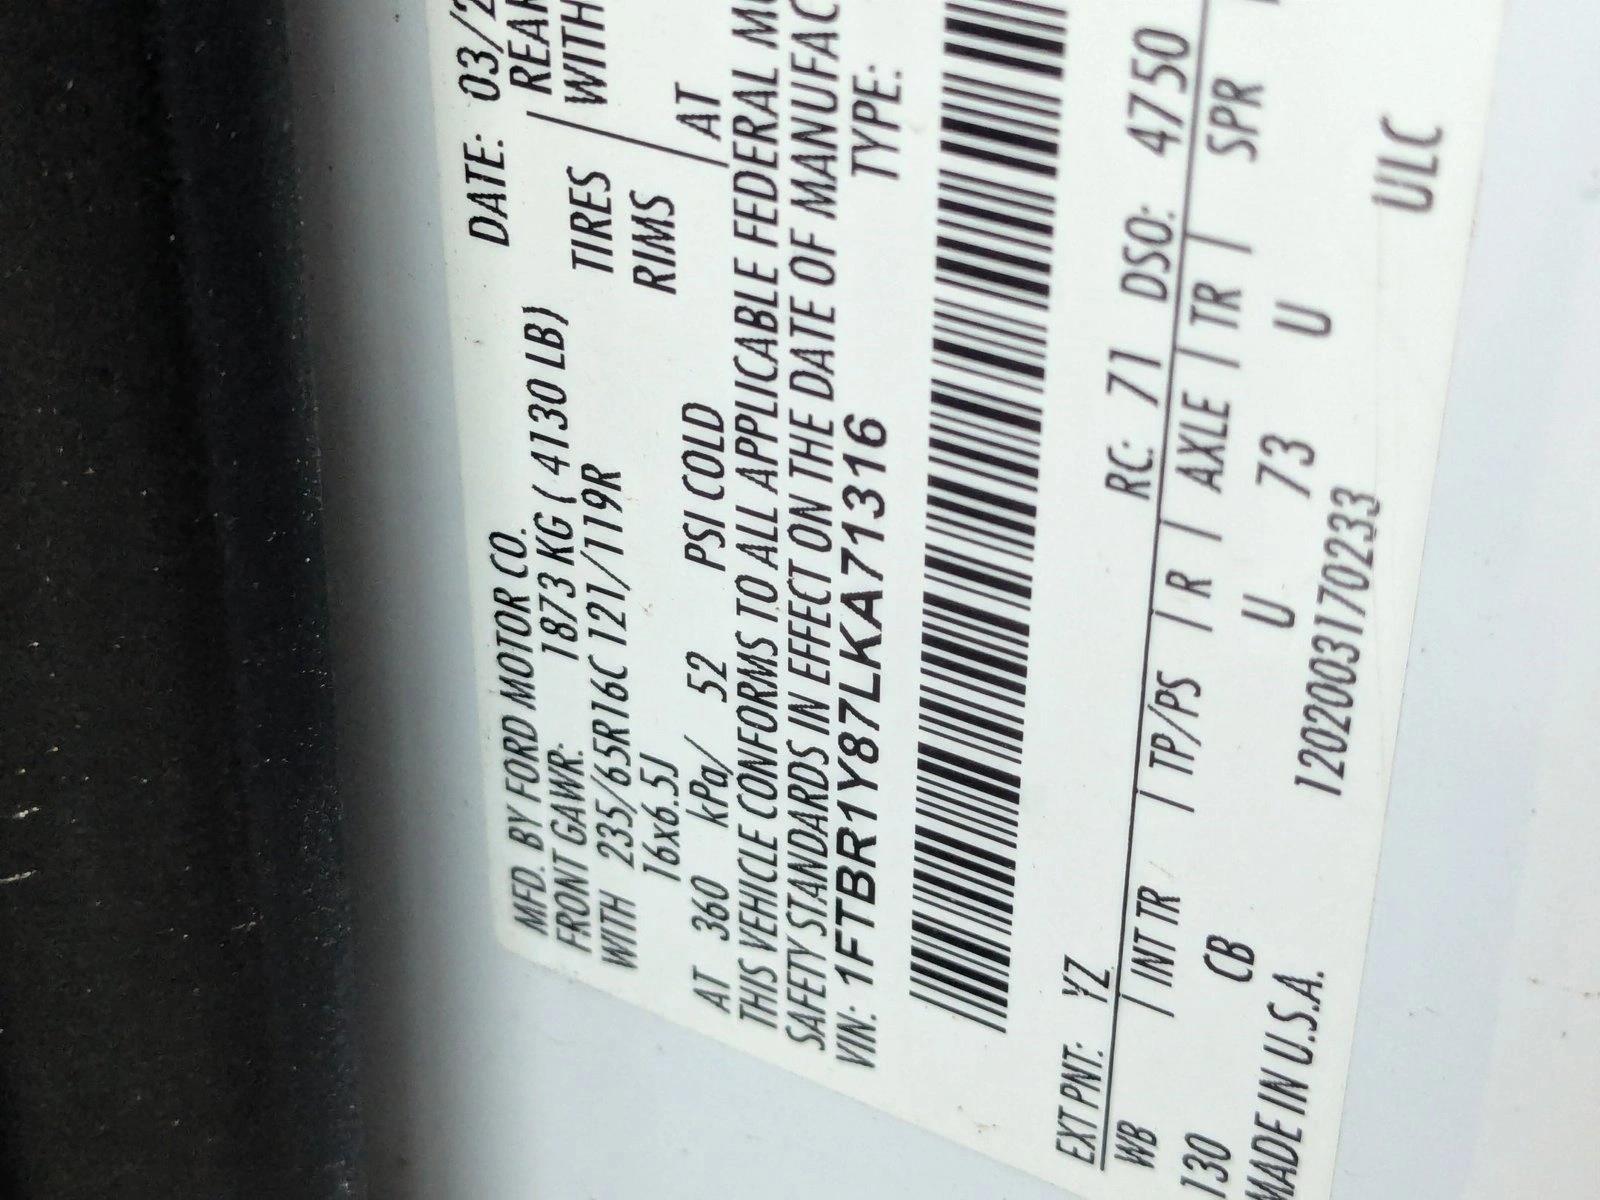 MFD. BY FORD MOTOR CO. DATE: 03/2
FRONT GAWR: 1873 KG ( 4130 LB) REAR
WITH 235/65R16C 121/119R TIRES WITH
16x6.5J RIMS
AT 360 kPa/ 52 PSI COLD AT
THIS VEHICLE CONFORMS TO ALL APPLICABLE FEDERAL MO
SAFETY STANDARDS IN EFFECT ON THE DATE OF MANUFAC
VIN: 1FTBR1Y87LKA71316 TYPE:
EXT PNT: YZ RC: 71 DSO: 4750
WB | INT TR | TP/PS | R | AXLE | TR | SPR
130 CB U 73 U
MADE IN U.S.A. 12020031702​33 ULC